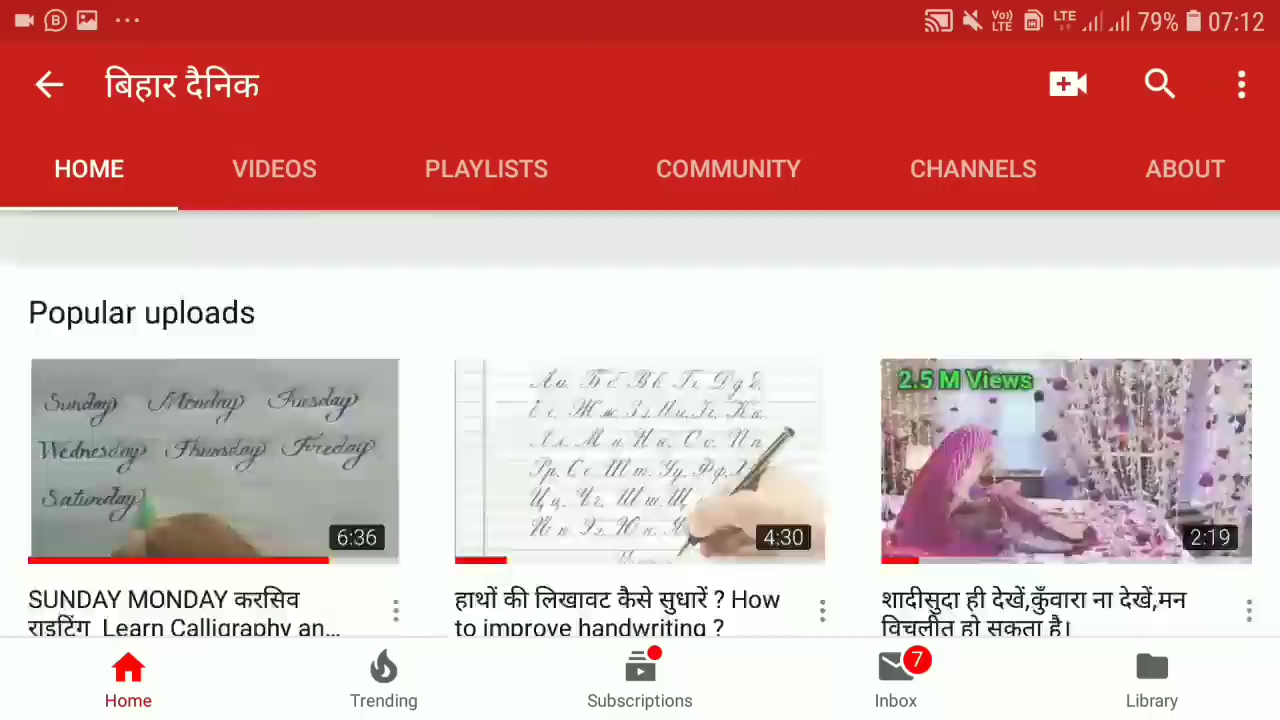 79% 07:12
बिहार दैनिक
HOME VIDEOS PLAYLISTS COMMUNITY CHANNELS ABOUT
Popular uploads
Sunday Monday Tuesday
Wednesday Thursday Fireday
Saturday
6:36
4:30
2.5 M Views
2:19
SUNDAY MONDAY करसिव
राइटिंग Learn Calligraphy an...
हाथों की लिखावट कैसे सुधारें ? How
to improve handwriting ?
शादीसुदा ही देखें,कुँवारा ना देखें,मन
विचलीत हो सकता है।
Home Trending Subscriptions Inbox 7 Library